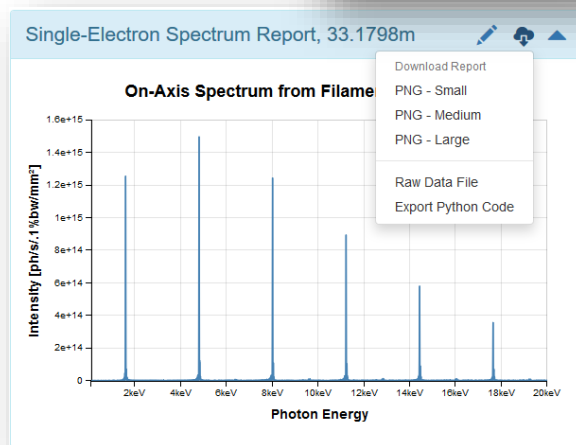 Single-Electron Spectrum Report, 33.1798m
Download Report
PNG - Small
PNG - Medium
PNG - Large
Raw Data File
Export Python Code
On-Axis Spectrum from
1.6e+15
1.4e+15
1.2e+15
1e+15
8e+14
6e+14
4e+14
2e+14
0
Intensity [ph/s/.1%bw/mm²]
2keV 4keV 6keV 8keV 10keV 12keV 14keV 16keV 18keV 20keV
Photon Energy